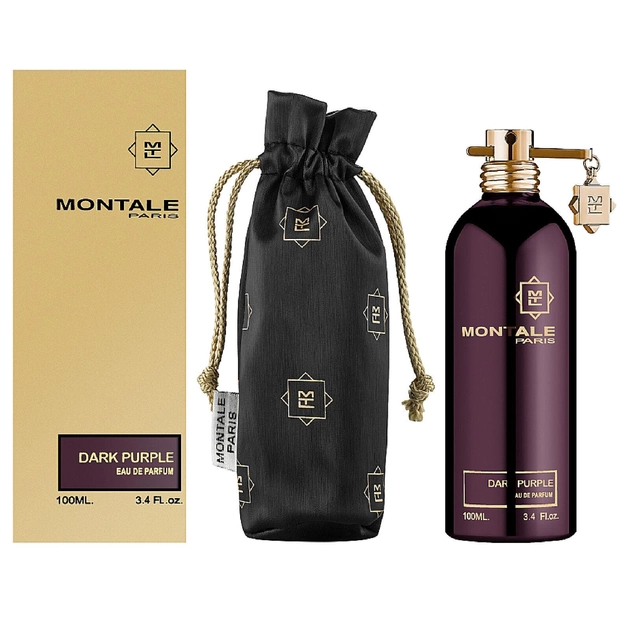 MONTALE
PARIS
DARK PURPLE
EAU DE PARFUM
100ML. 3.4 FL.oz.
MONTALE
PARIS
MONTALE
PARIS
DARK PURPLE
EAU DE PARFUM
100ML. 3.4 Fl.oz.